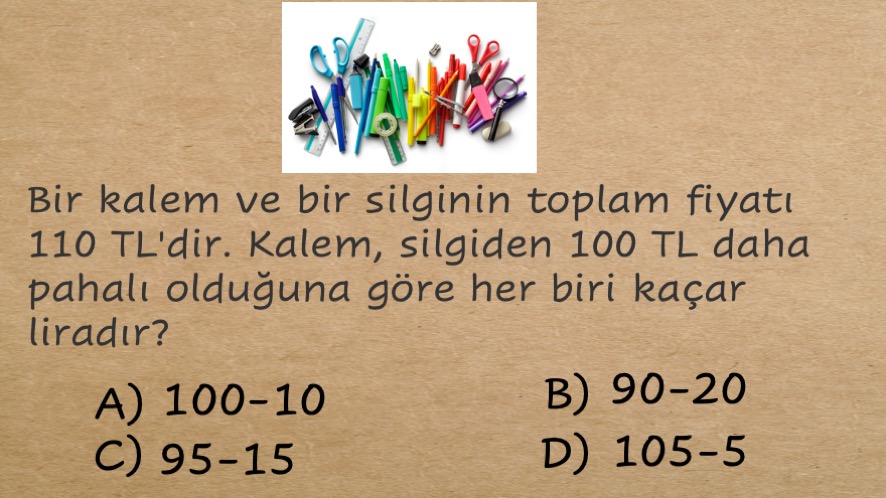 Bir kalem ve bir silginin toplam fiyatı
110 TL'dir. Kalem, silgiden 100 TL daha
pahalı olduğuna göre her biri kaçar
liradır?
A) 100-10
B) 90-20
C) 95-15
D) 105-5